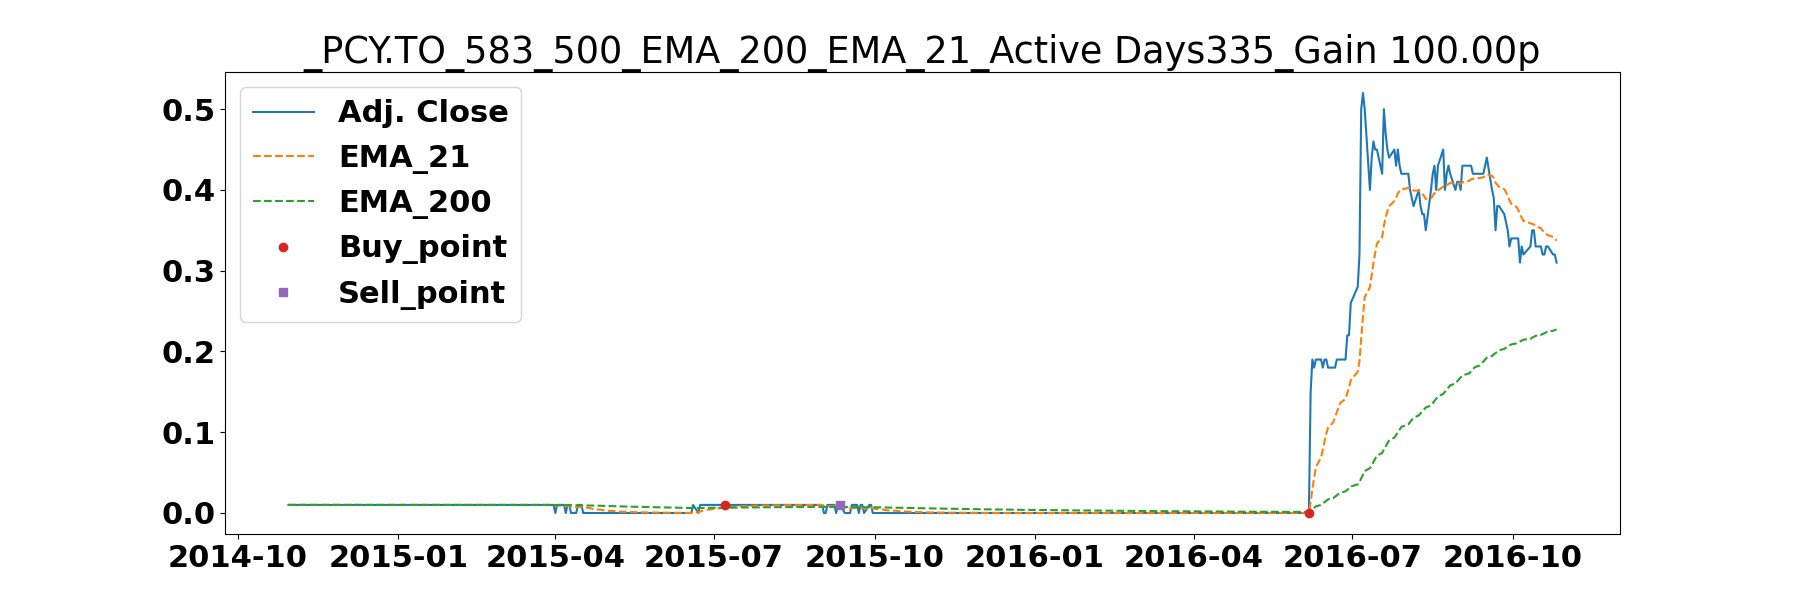 _PCY.TO_583_500_EMA_200_EMA_21_Active Days335_Gain 100.00p
Adj. Close
EMA_21
EMA_200
Buy_point
Sell_point
0.5
0.4
0.3
0.2
0.1
0.0
2014-10 2015-01 2015-04 2015-07 2015-10 2016-01 2016-04 2016-07 2016-10